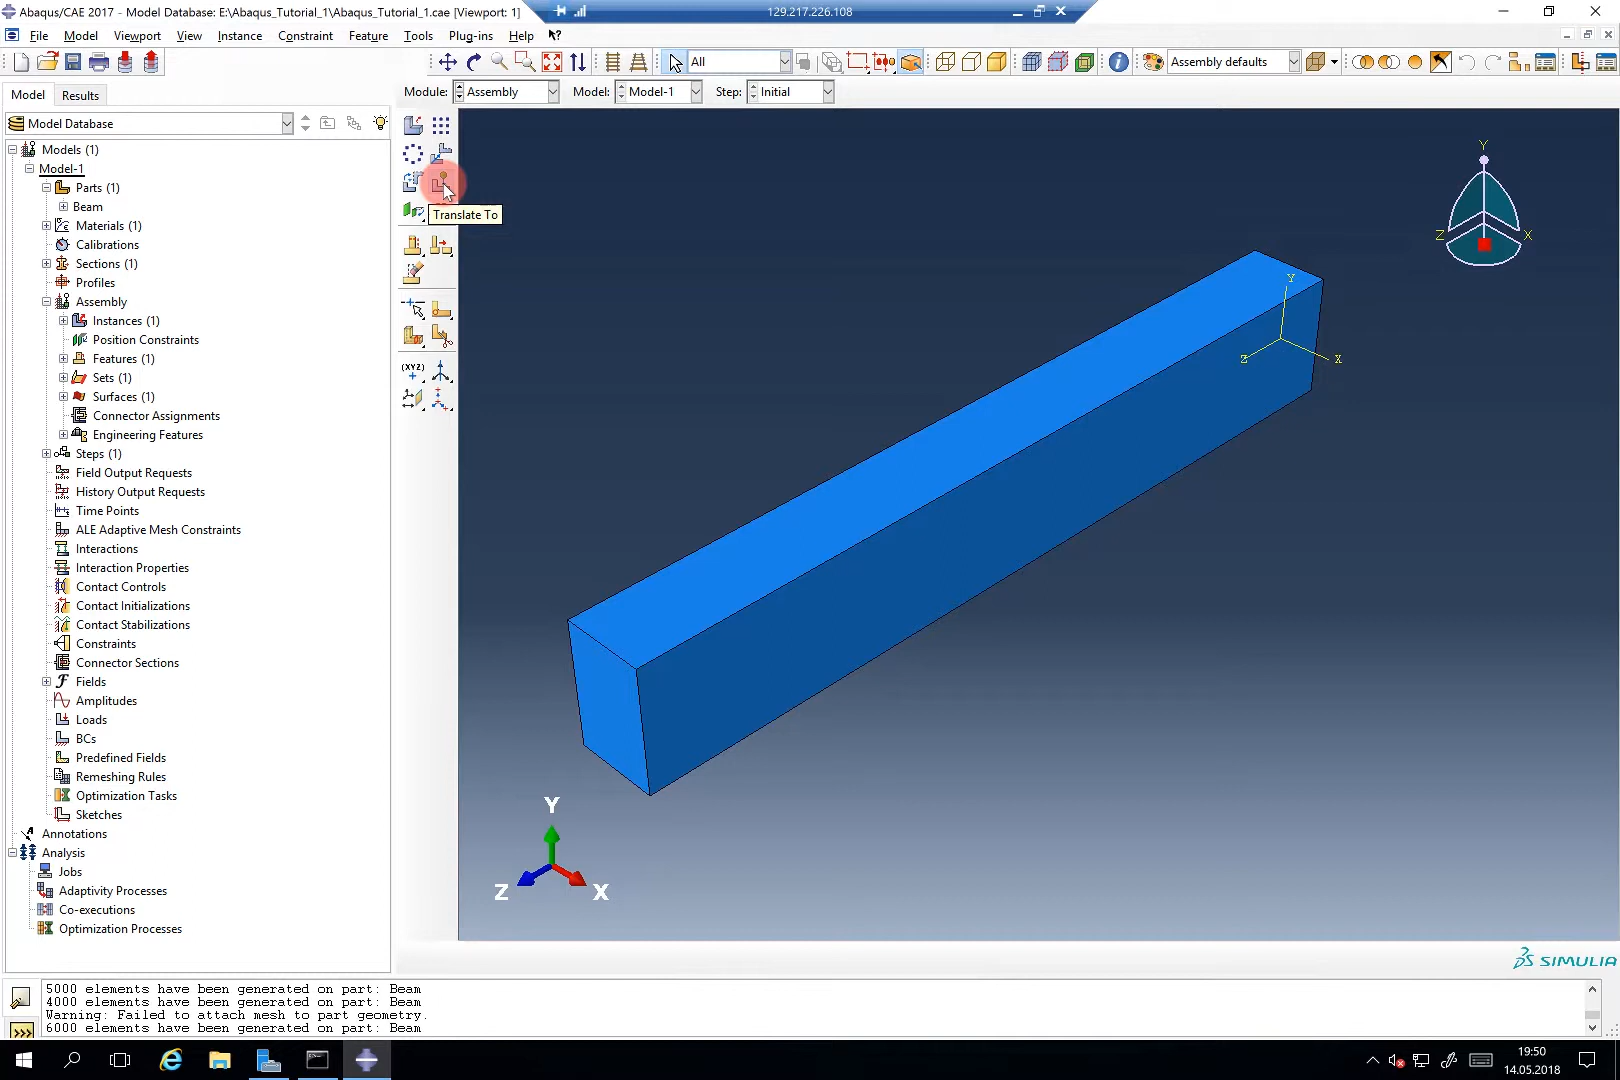 Abaqus/CAE 2017 - Model Database: E:\Abaqus_Tutorial_1\Abaqus_Tutorial_1.cae [Viewport: 1]
129.217.226.108
File Model Viewport View Instance Constraint Feature Tools Plug-ins Help
All
Assembly defaults
Model Results
Module: Assembly Model: Model-1 Step: Initial
Model Database
Models (1)
Model-1
Parts (1)
Beam
Materials (1)
Calibrations
Sections (1)
Profiles
Assembly
Instances (1)
Position Constraints
Features (1)
Sets (1)
Surfaces (1)
Connector Assignments
Engineering Features
Steps (1)
Field Output Requests
History Output Requests
Time Points
ALE Adaptive Mesh Constraints
Interactions
Interaction Properties
Contact Controls
Contact Initializations
Contact Stabilizations
Constraints
Connector Sections
Fields
Amplitudes
Loads
BCs
Predefined Fields
Remeshing Rules
Optimization Tasks
Sketches
Annotations
Analysis
Jobs
Adaptivity Processes
Co-executions
Optimization Processes
Translate To
(XYZ)
Y
Z X
Y
Z X
Y
Z X
SIMULIA
5000 elements have been generated on part: Beam
4000 elements have been generated on part: Beam
Warning: Failed to attach mesh to part geometry.
6000 elements have been generated on part: Beam
19:50
14.05.2018